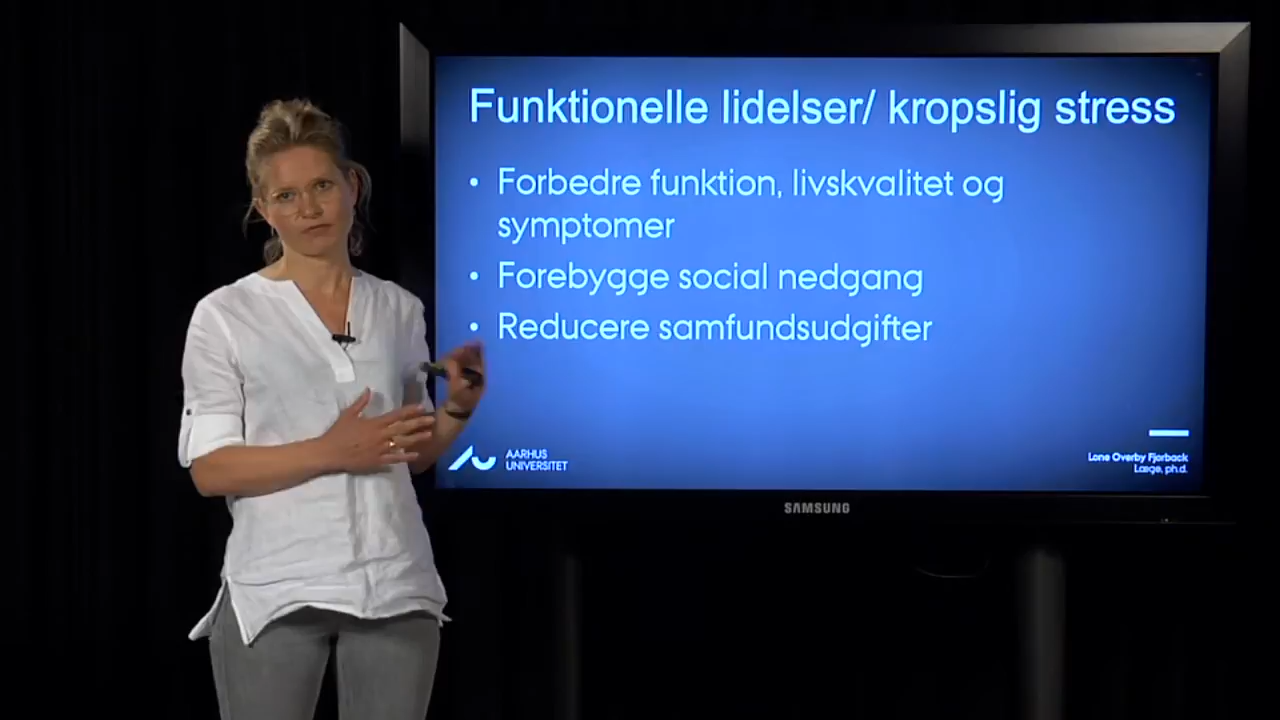 Funktionelle lidelser/ kropslig stress
• Forbedre funktion, livskvalitet og
symptomer
• Forebygge social nedgang
• Reducere samfundsudgifter
AARHUS
UNIVERSITET
Lone Overby Fjorback
Læge, ph.d.
SAMSUNG